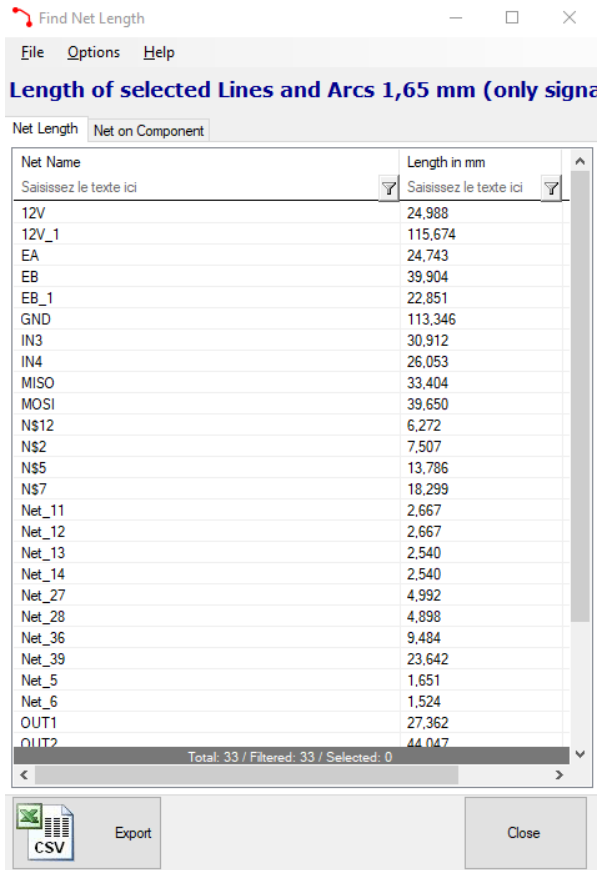 Find Net Length
File Options Help
Length of selected Lines and Arcs 1,65 mm (only signa
Net Length Net on Component
Net Name Length in mm
Saisissez le texte ici Saisissez le texte ici
12V 24,988
12V_1 115,674
EA 24,743
EB 39,904
EB_1 22,851
GND 113,346
IN3 30,912
IN4 26,053
MISO 33,404
MOSI 39,650
N$12 6,272
N$2 7,507
N$5 13,786
N$7 18,299
Net_11 2,667
Net_12 2,667
Net_13 2,540
Net_14 2,540
Net_27 4,992
Net_28 4,898
Net_36 9,484
Net_39 23,642
Net_5 1,651
Net_6 1,524
OUT1 27,362
OUT2 44,047
Total: 33 / Filtered: 33 / Selected: 0
CSV Export Close